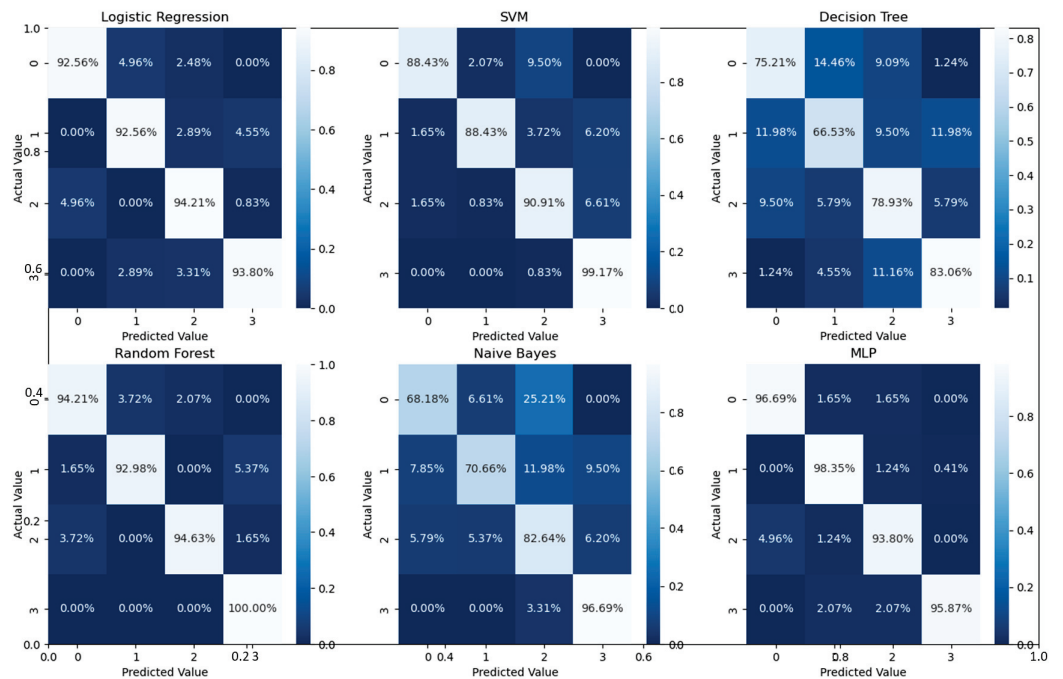 Logistic Regression
SVM
Decision Tree
1.0
0
92.56% 4.96% 2.48% 0.00%
0.8
88.43% 2.07% 9.50% 0.00%
0.8
75.21% 14.46% 9.09% 1.24%
0.8
0.7
Actual Value
1
0.8
0.00% 92.56% 2.89% 4.55%
0.6
1.65% 88.43% 3.72% 6.20%
0.6
11.98% 66.53% 9.50% 11.98%
0.6
0.5
2
4.96% 0.00% 94.21% 0.83%
0.4
1.65% 0.83% 90.91% 6.61%
0.4
9.50% 5.79% 78.93% 5.79%
0.4
0.3
0.6
3
0.00% 2.89% 3.31% 93.80%
0.2
0.0
0.00% 0.00% 0.83% 99.17%
0.2
0.0
1.24% 4.55% 11.16% 83.06%
0.2
0.1
0 1 2 3
Predicted Value
Actual Value
0 1 2 3
Predicted Value
Actual Value
0 1 2 3
0 1 2 3
Predicted Value
Random Forest
Naive Bayes
MLP
1.0
0.4
0
94.21% 3.72% 2.07% 0.00%
0.8
0
68.18% 6.61% 25.21% 0.00%
0.8
0
96.69% 1.65% 1.65% 0.00%
0.8
Actual Value
1
1.65% 92.98% 0.00% 5.37%
0.6
Actual Value
1
7.85% 70.66% 11.98% 9.50%
0.6
Actual Value
1
0.00% 98.35% 1.24% 0.41%
0.6
0.2
2
3.72% 0.00% 94.63% 1.65%
0.4
2
5.79% 5.37% 82.64% 6.20%
0.4
2
4.96% 1.24% 93.80% 0.00%
0.4
3
0.00% 0.00% 0.00% 100.00%
0.2
3
0.00% 0.00% 3.31% 96.69%
0.2
3
0.00% 2.07% 2.07% 95.87%
0.2
0.0
0.0
0.0
0.0
0.0
0 1 2 0.2 3
Predicted Value
0 0.4 1 2 3 0.6
Predicted Value
0 1 0.8 2 3
Predicted Value
1.0